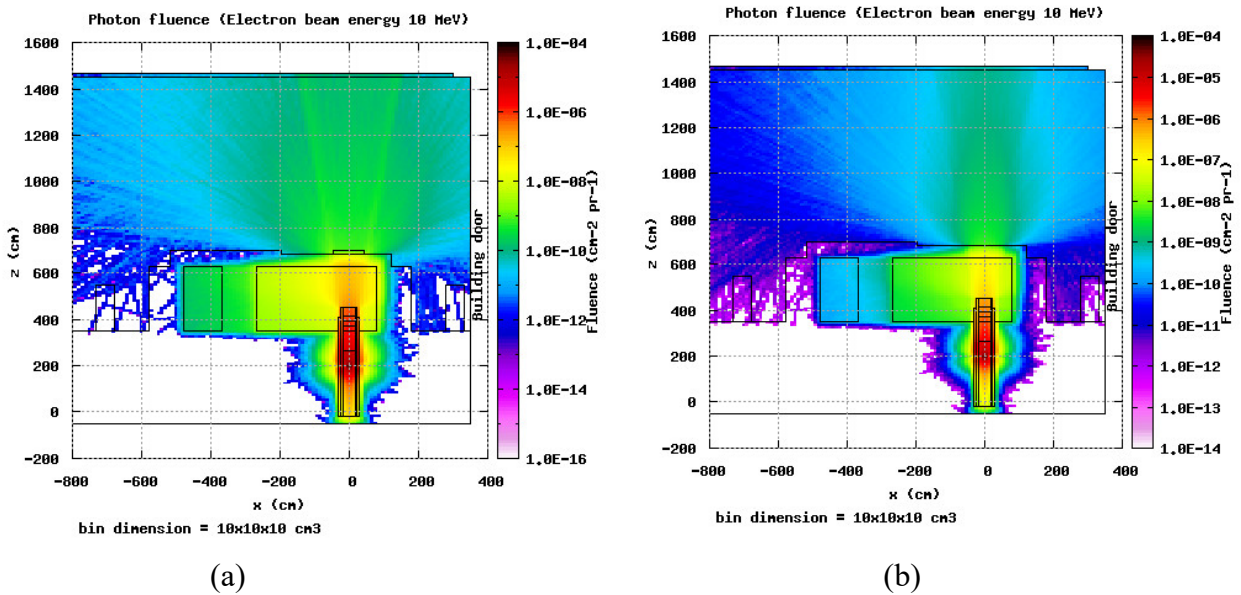 Photon fluence (Electron beam energy 10 MeV)
1600
1400
1200
1000
800
600
400
200
0
-200
z (cm)
-800 -600 -400 -200 0 200 400
x (cm)
bin dimension = 10x10x10 cm3
Building door
1.0E-04
1.0E-06
1.0E-08
1.0E-10
1.0E-12
1.0E-14
1.0E-16
Fluence (cm-2 pr-1)
(a)
Photon fluence (Electron beam energy 10 MeV)
1600
1400
1200
1000
800
600
400
200
0
-200
z (cm)
-800 -600 -400 -200 0 200 400
x (cm)
bin dimension = 10x10x10 cm3
Building door
1.0E-04
1.0E-05
1.0E-06
1.0E-07
1.0E-08
1.0E-09
1.0E-10
1.0E-11
1.0E-12
1.0E-13
1.0E-14
Fluence (cm-2 pr-1)
(b)